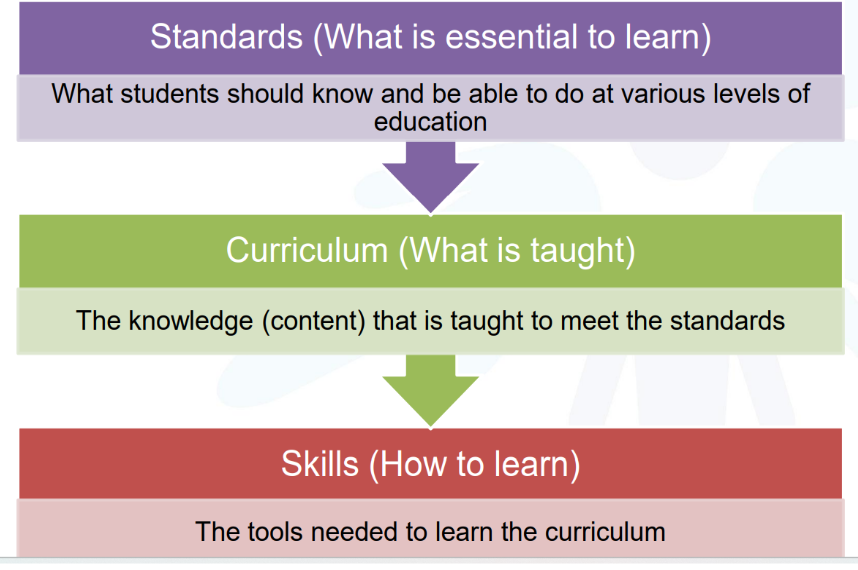 Standards (What is essential to learn)
What students should know and be able to do at various levels of
education
Curriculum (What is taught)
The knowledge (content) that is taught to meet the standards
Skills (How to learn)
The tools needed to learn the curriculum